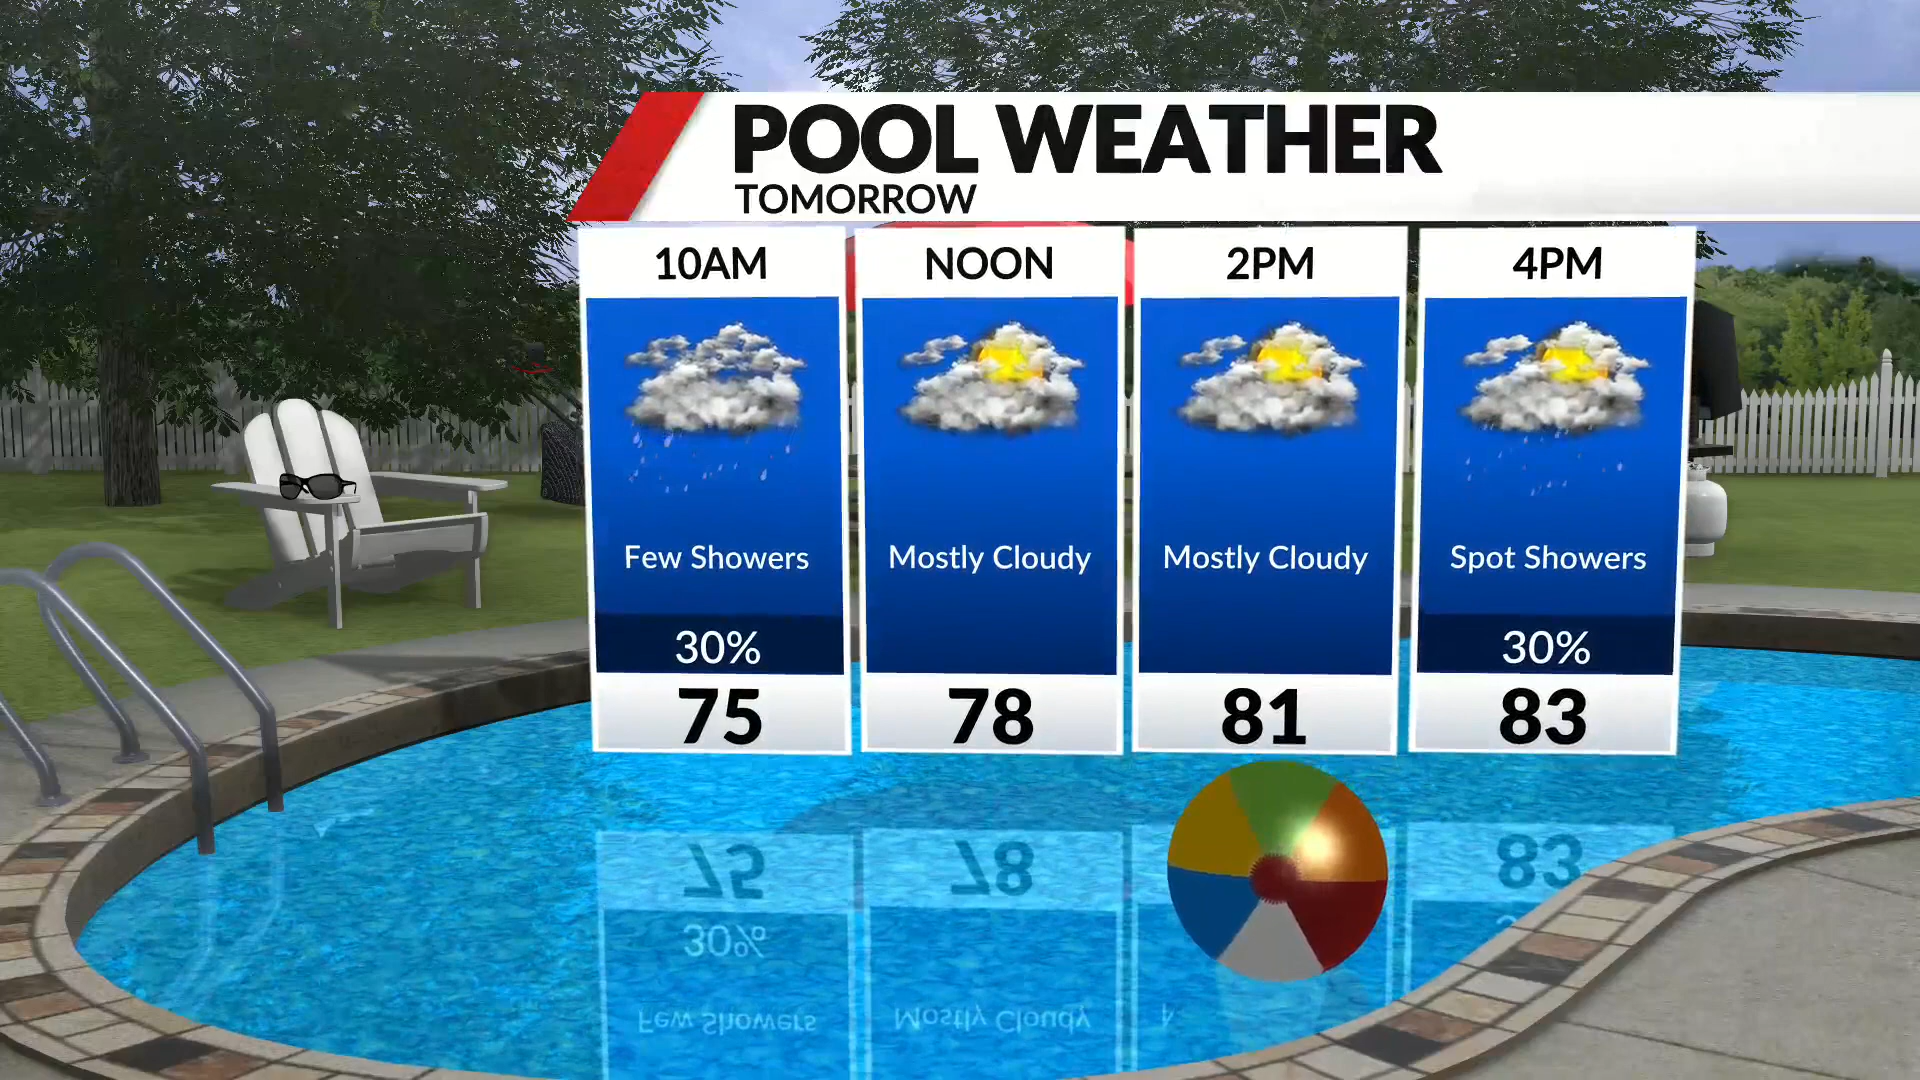 POOL WEATHER
TOMORROW
10AM
Few Showers
30%
75
NOON
Mostly Cloudy
78
2PM
Mostly Cloudy
81
4PM
Spot Showers
30%
83